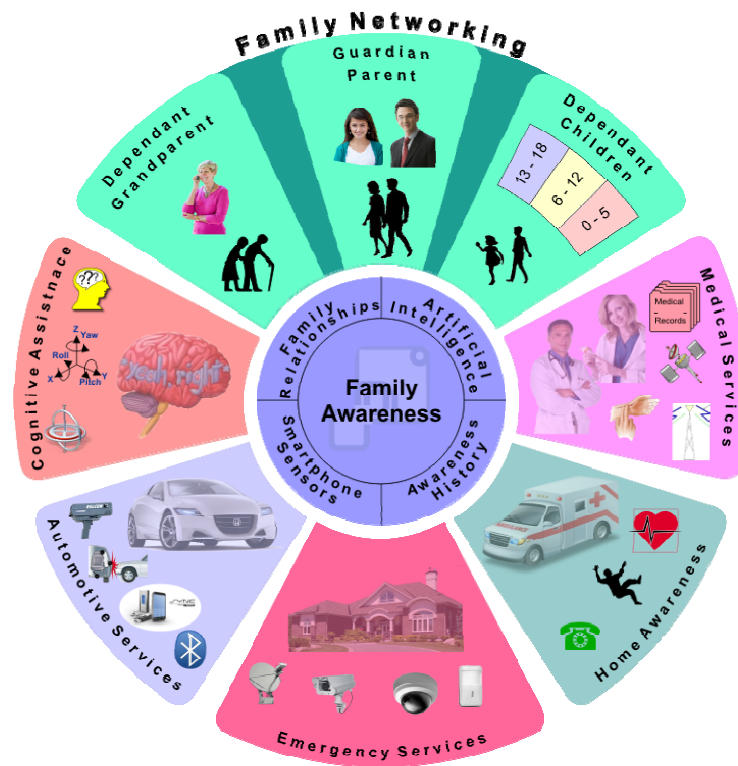 Family Networking
Guardian
Parent
Dependant
Grandparent
Dependant
Children
13 - 18
6 - 12
0 - 5
Cognitive Assistnace
???
Z
Yaw
Roll
X
Pitch
Y
yeah, right
Medical Services
Medical
-
Records
Family
Relationships
Artificial
Intelligence
Family
Awareness
Smartphone
Sensors
Awareness
History
Automotive Services
SYNC
Home Awareness
AMBULANCE
Emergency Services